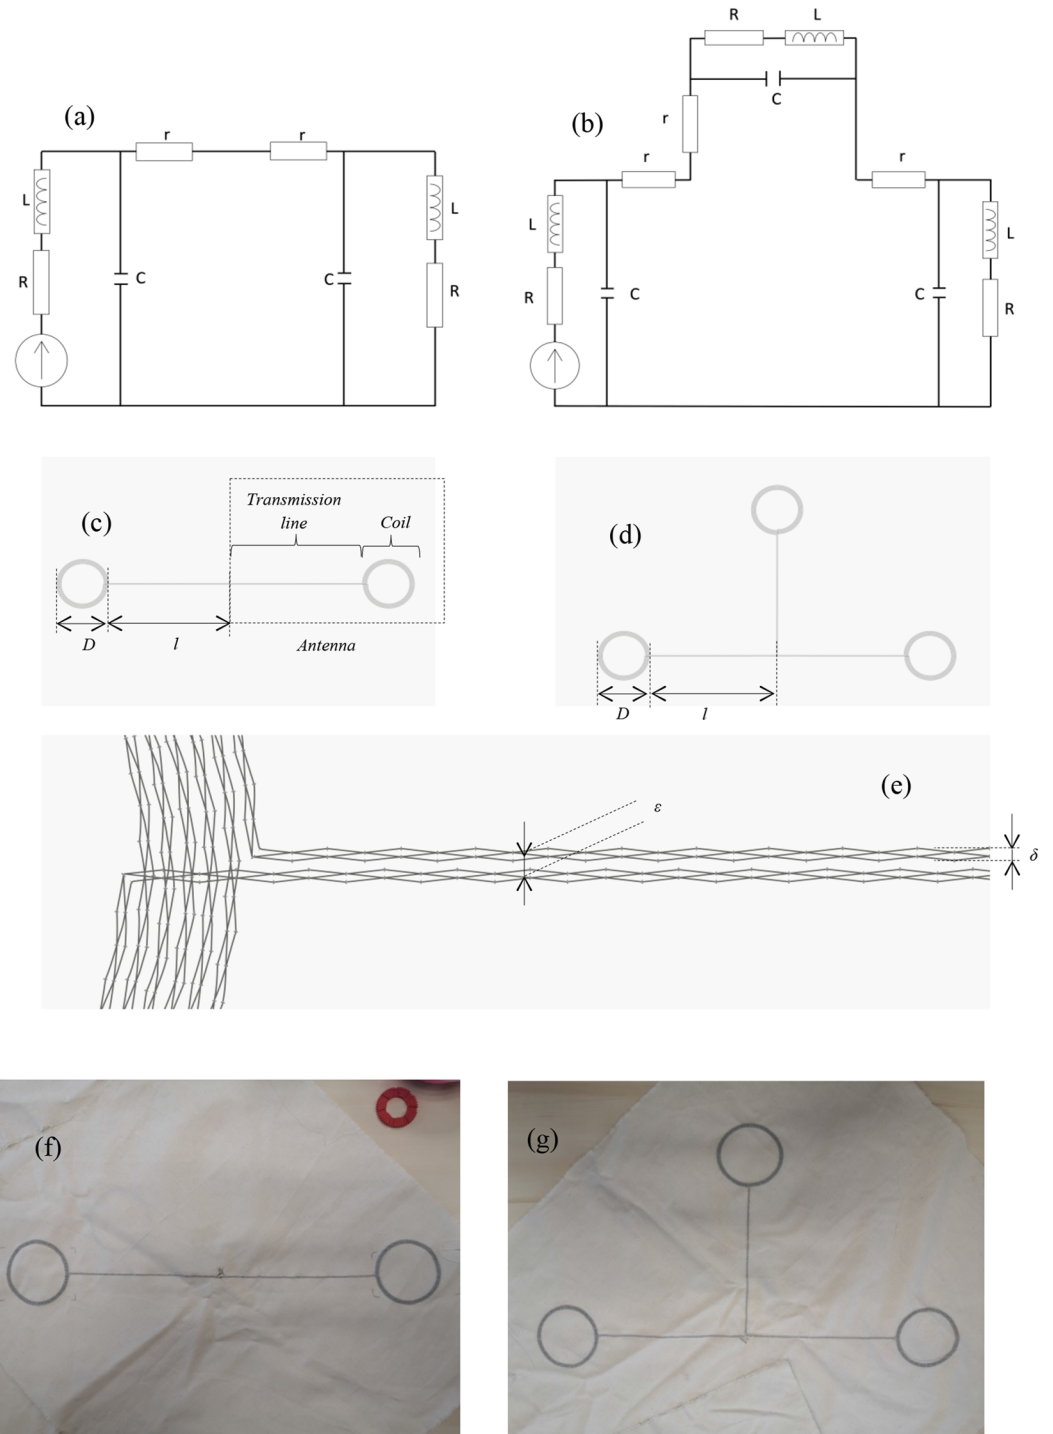 (a)
r
r
L
R
C
C
L
R
(b)
R
L
C
r
r
r
L
R
C
C
L
R
(c)
Transmission
line
Coil
D
l
Antenna
(d)
D
l
(e)
ε
δ
(f)
(g)